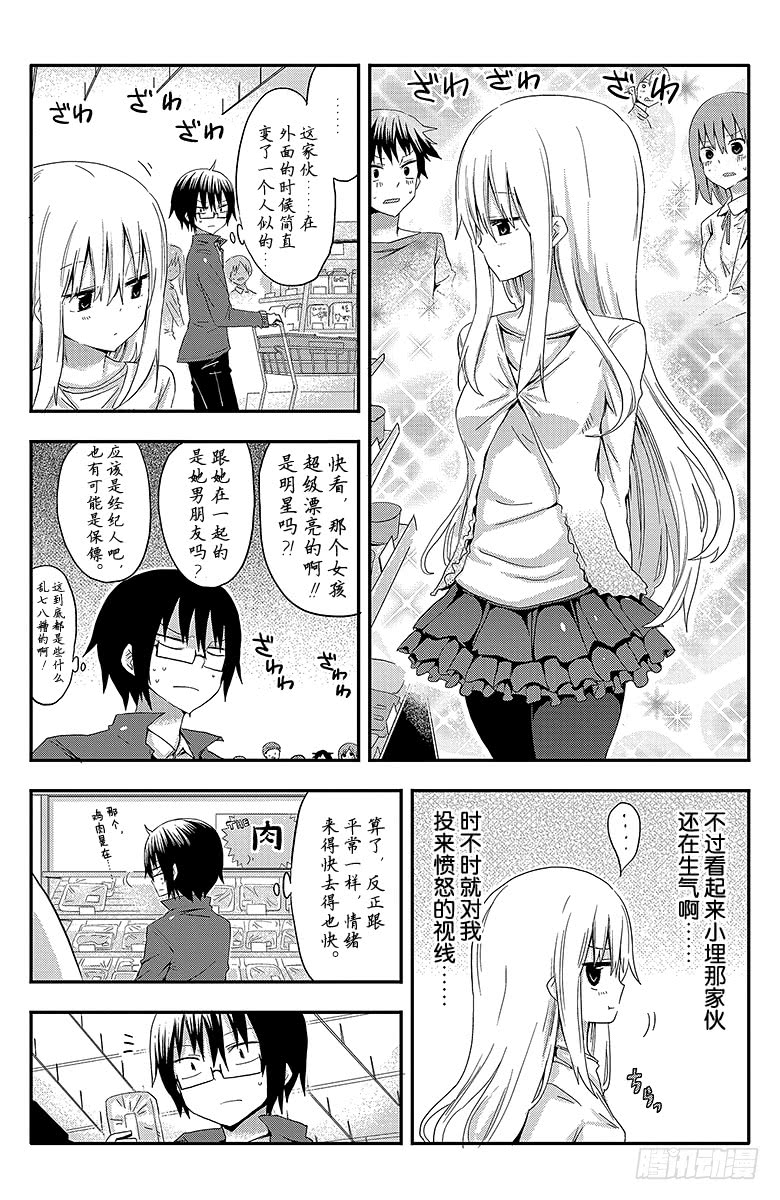 ざわ
ざわ
ざわ
ざわ
ざわ
ざわ
……
这家伙……在
外面的时候简直
变了一个人似的…
快看，那个女孩
超级漂亮的啊!!
是明星吗?!
跟她在一起的
是她男朋友吗？
应该是经纪人吧，
也有可能是保镖。
这到底都是些什么
乱七八糟的啊！
ざわ
ざわ
不过看起来小埋那家伙
还在生气啊……
…
时不时就对我
投来愤怒的视线……
ちらっ
算了，反正跟
平常一样，情绪
来得快去得也快。
THE
肉
那个，
鸡肉是在…
腾讯动漫